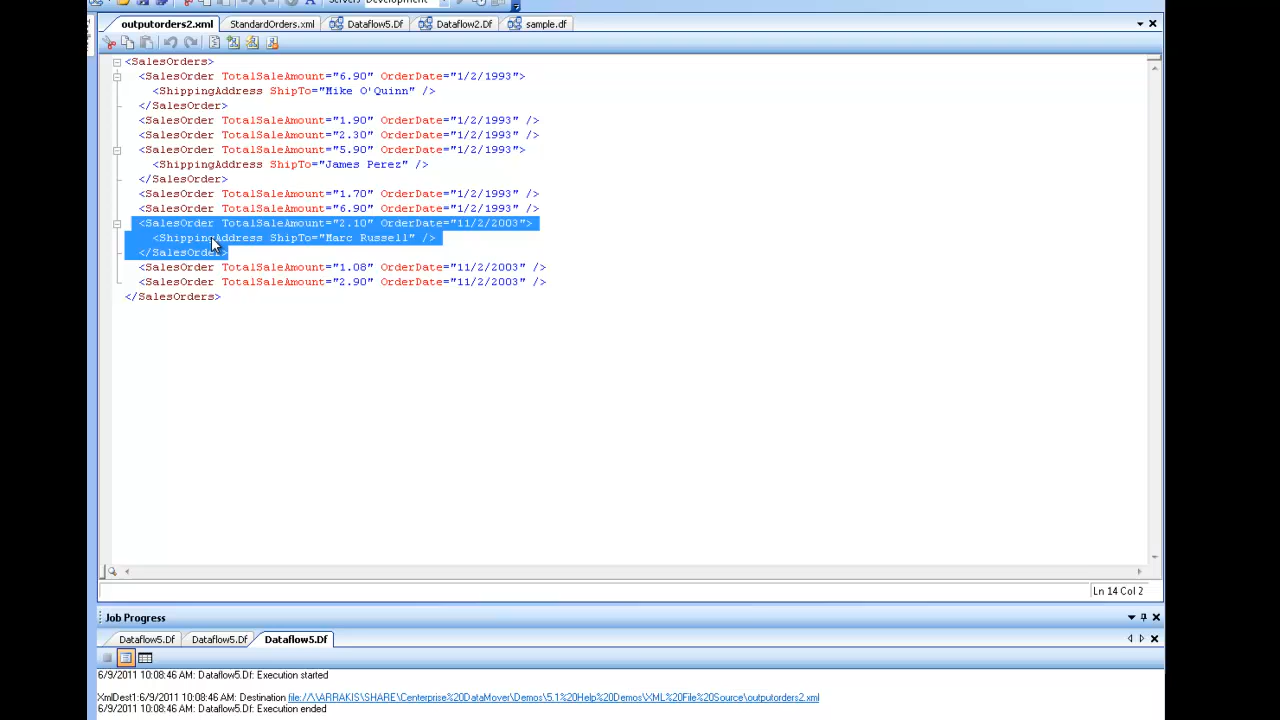 Servers Development
outputorders2.xml StandardOrders.xml Dataflow5.Df Dataflow2.Df sample.df
<SalesOrders>
<SalesOrder TotalSaleAmount="6.90" OrderDate="1/2/1993">
<ShippingAddress ShipTo="Mike O'Quinn" />
</SalesOrder>
<SalesOrder TotalSaleAmount="1.90" OrderDate="1/2/1993" />
<SalesOrder TotalSaleAmount="2.30" OrderDate="1/2/1993" />
<SalesOrder TotalSaleAmount="5.90" OrderDate="1/2/1993">
<ShippingAddress ShipTo="James Perez" />
</SalesOrder>
<SalesOrder TotalSaleAmount="1.70" OrderDate="1/2/1993" />
<SalesOrder TotalSaleAmount="6.90" OrderDate="1/2/1993" />
<SalesOrder TotalSaleAmount="2.10" OrderDate="11/2/2003">
<ShippingAddress ShipTo="Marc Russell" />
</SalesOrder>
<SalesOrder TotalSaleAmount="1.08" OrderDate="11/2/2003" />
<SalesOrder TotalSaleAmount="2.90" OrderDate="11/2/2003" />
</SalesOrders>
Ln 14 Col 2
Job Progress
Dataflow5.Df Dataflow5.Df Dataflow5.Df
6/9/2011 10:08:46 AM: Dataflow5.Df: Execution started
XmlDest1:6/9/2011 10:08:46 AM: Destination file://\\ARRAKIS\SHARE\Centerprise%20DataMover\Demos\5.1%20Help%20Demos\XML%20File%20Source\outputorders2.xml
6/9/2011 10:08:46 AM: Dataflow5.Df: Execution ended